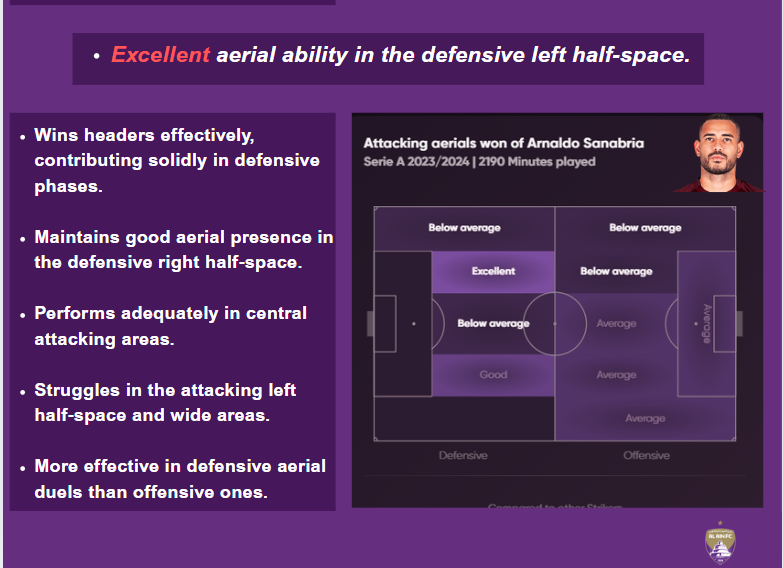 • Excellent aerial ability in the defensive left half-space.
• Wins headers effectively,
contributing solidly in defensive
phases.
• Maintains good aerial presence in
the defensive right half-space.
• Performs adequately in central
attacking areas.
• Struggles in the attacking left
half-space and wide areas.
• More effective in defensive aerial
duels than offensive ones.
Attacking aerials won of Arnaldo Sanabria
Serie A 2023/2024 | 2190 Minutes played
Below average
Below average
Excellent
Below average
Below average
Average
Average
Good
Average
Average
Defensive
Offensive
Compared to other Strikers
AL AIN FC